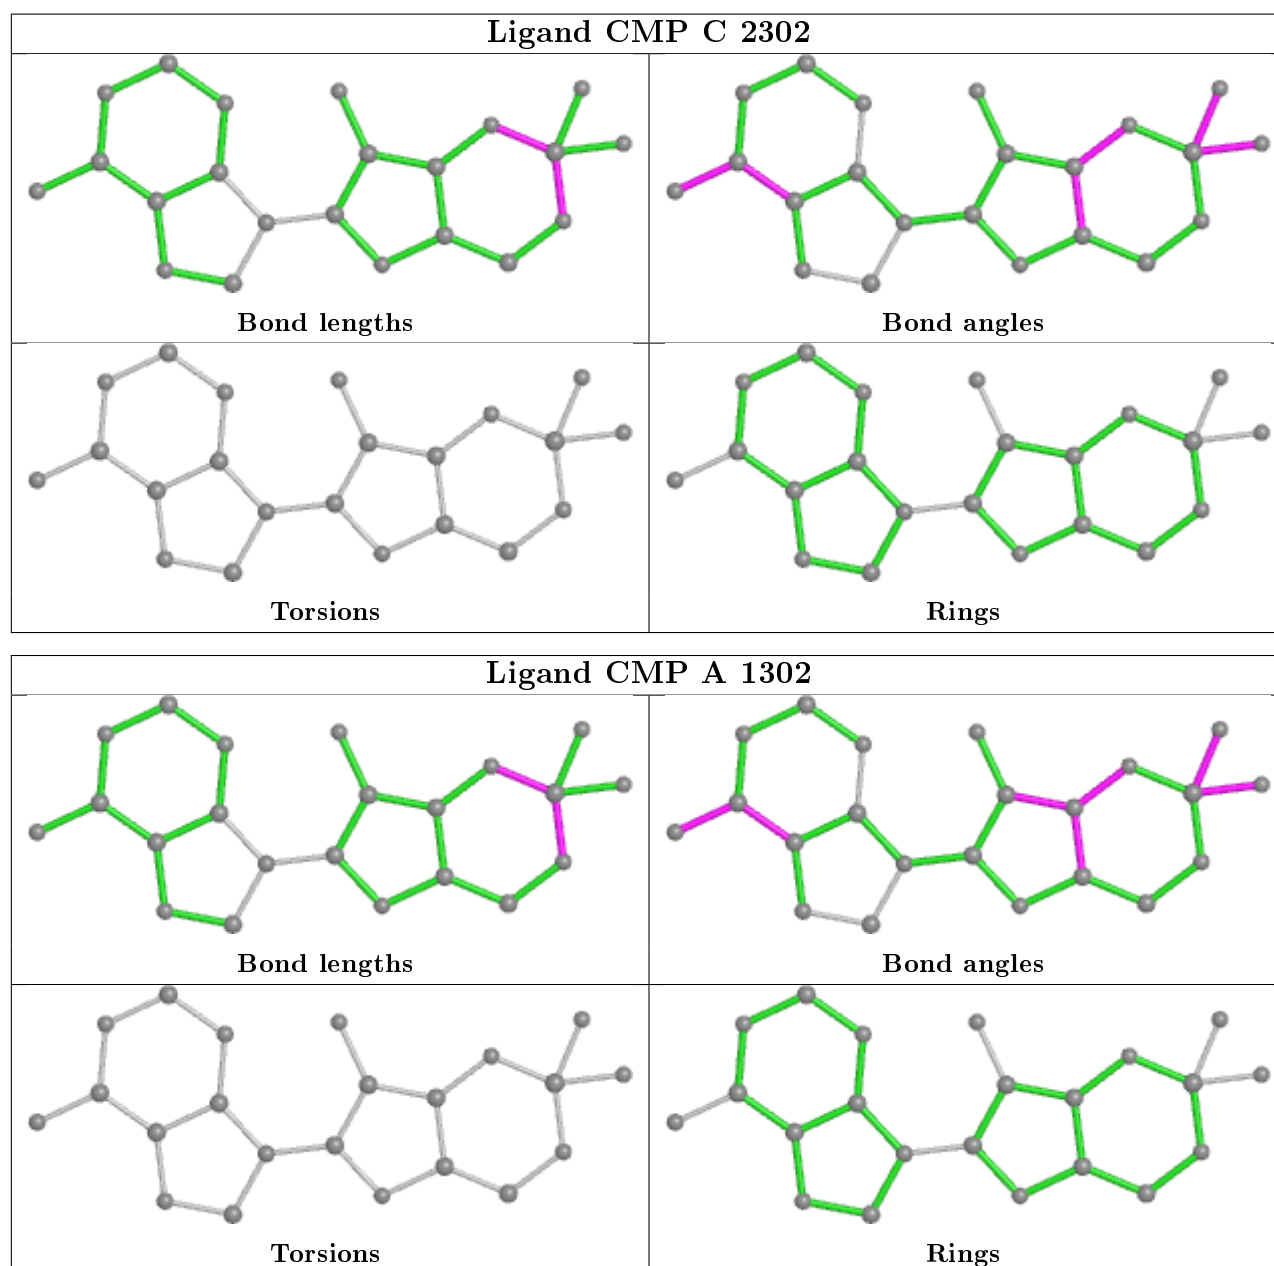 Ligand CMP C 2302
Bond lengths
Bond angles
Torsions
Rings
Ligand CMP A 1302
Bond lengths
Bond angles
Torsions
Rings